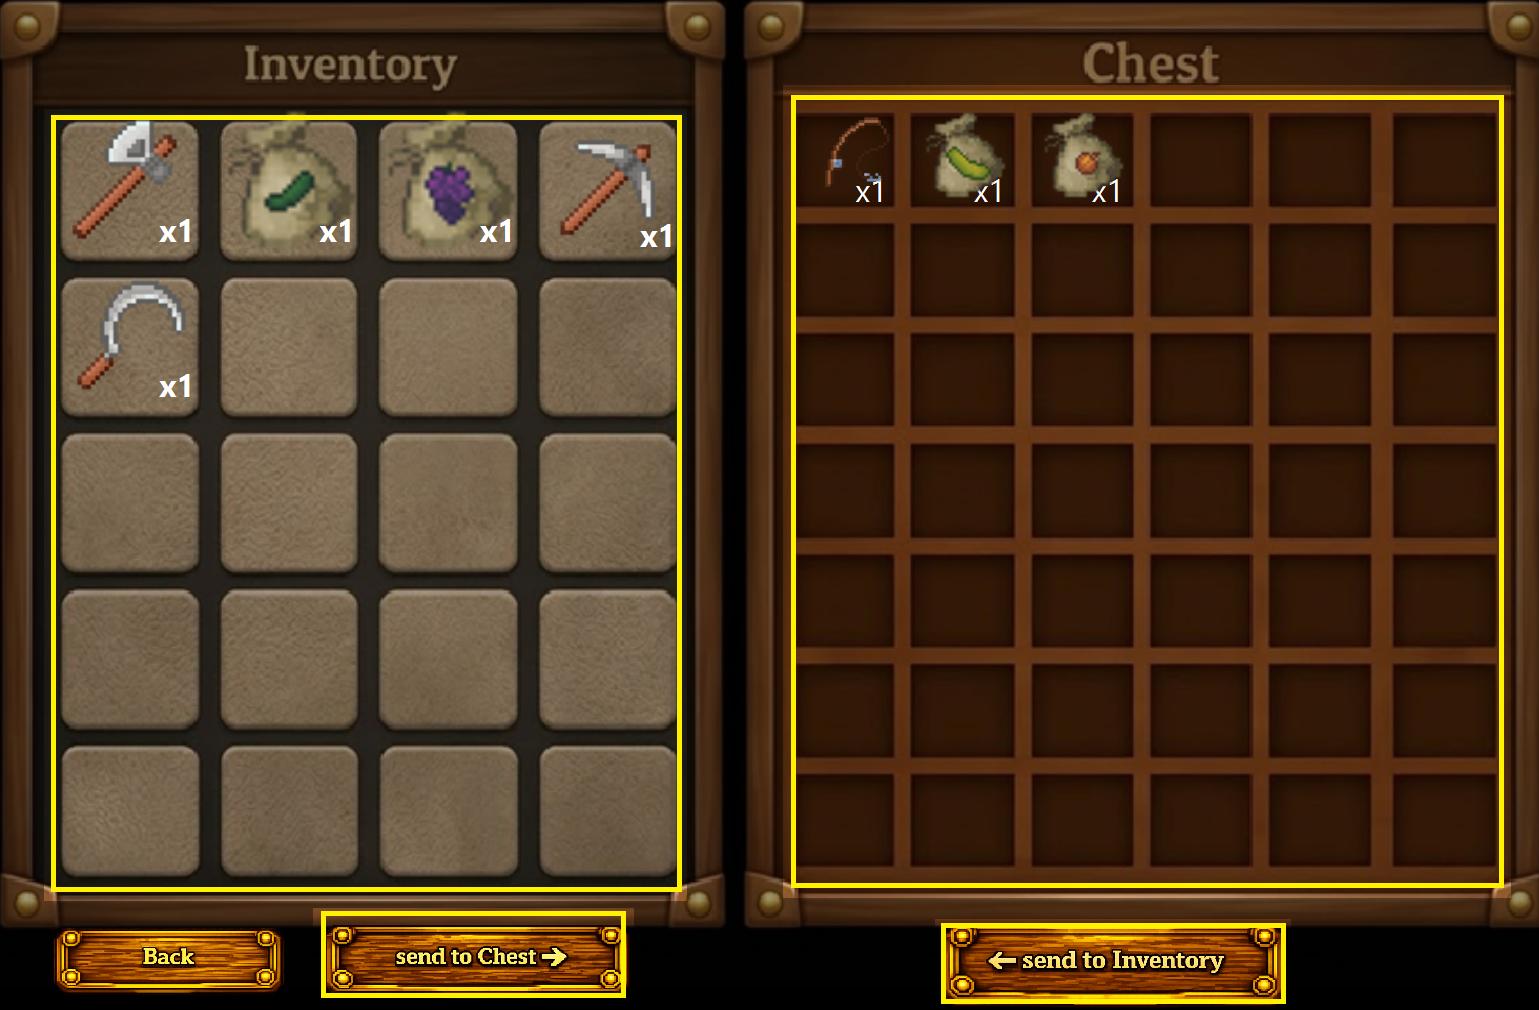 Inventory
x1
x1
x1
x1
x1
Back
send to Chest →
Chest
x1
x1
x1
← send to Inventory